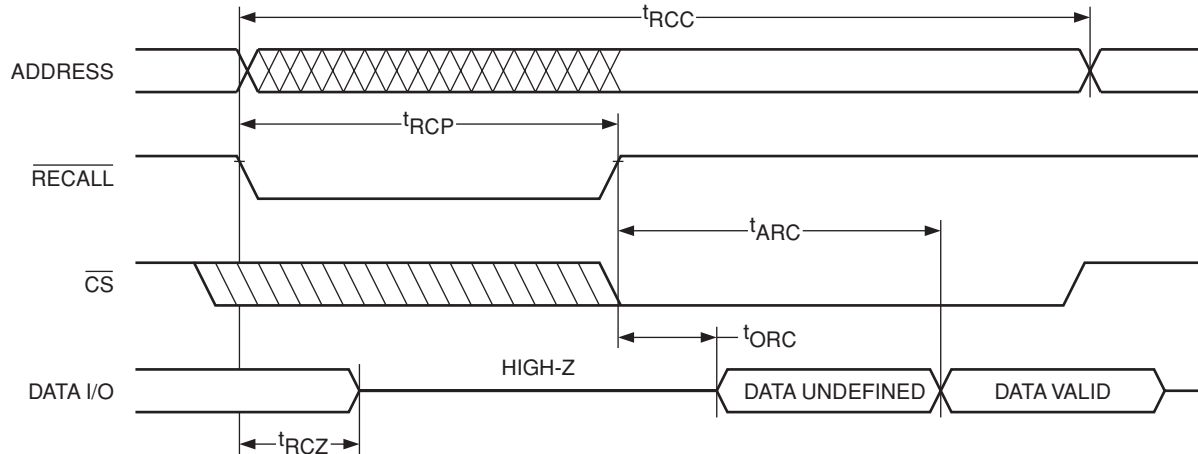 tRCC
ADDRESS
tRCP
RECALL
tARC
CS
tORC
HIGH-Z
DATA I/O
DATA UNDEFINED
DATA VALID
tRCZ